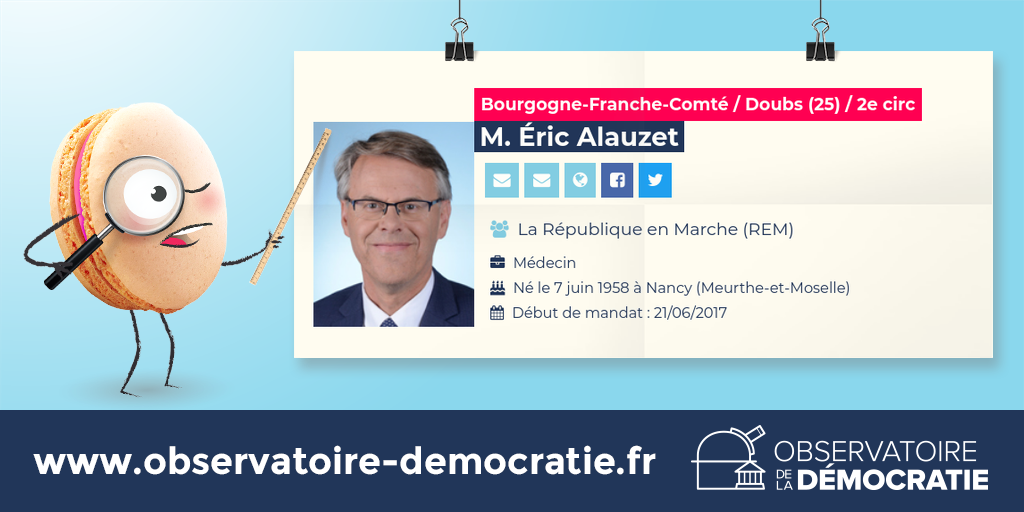 Bourgogne-Franche-Comté / Doubs (25) / 2e circ
M. Éric Alauzet
La République en Marche (REM)
Médecin
Né le 7 juin 1958 à Nancy (Meurthe-et-Moselle)
Début de mandat : 21/06/2017
www.observatoire-democratie.fr
OBSERVATOIRE
DE LA DÉMOCRATIE